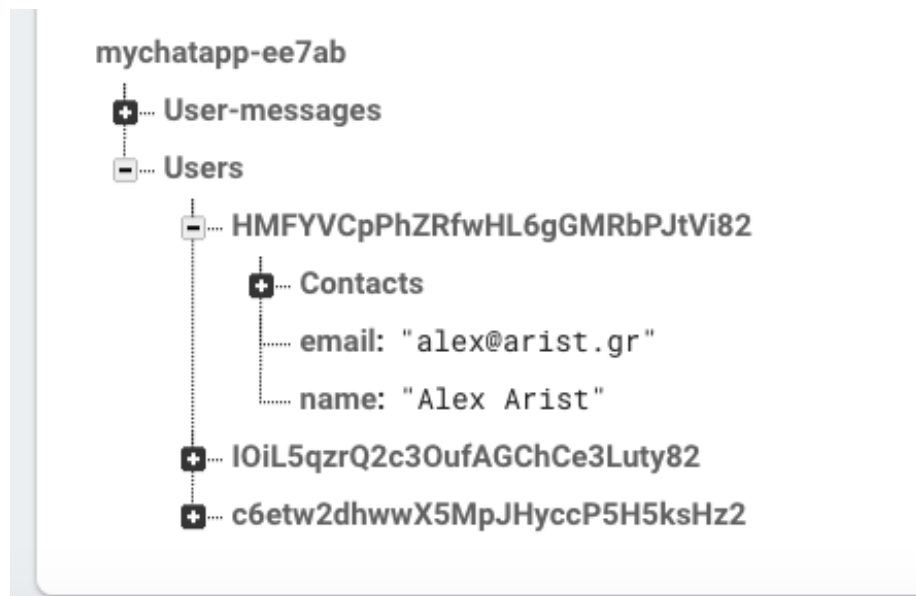 mychatapp-ee7ab
User-messages
Users
HMFYVCpPhZRfwHL6gGMRbPJtVi82
Contacts
email: "alex@arist.gr"
name: "Alex Arist"
IOiL5qzrQ2c3OufAGChCe3Luty82
c6etw2dhwwX5MpJHyccP5H5ksHz2